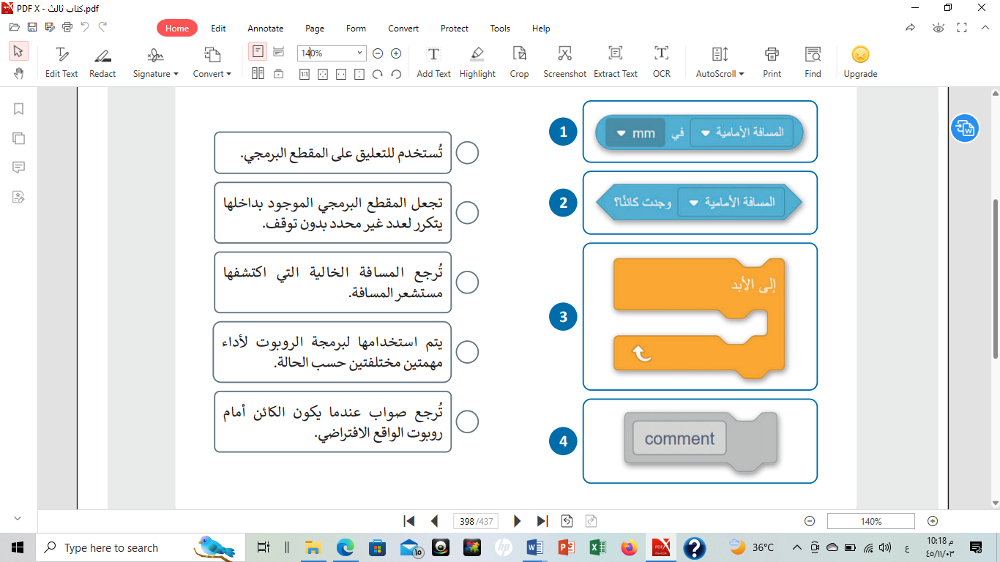 PDF X - كتاب ثالث.pdf
Home Edit Annotate Page Form Convert Protect Tools Help
140%
Edit Text Redact Signature Convert Add Text Highlight Crop Screenshot Extract Text OCR AutoScroll Print Find Upgrade
1
المسافة الأمامية في mm
2
المسافة الأمامية وجدت كائنًا؟
3
إلى الأبد
4
comment
تُستخدم للتعليق على المقطع البرمجي.
تجعل المقطع البرمجي الموجود بداخلها
يتكرر لعدد غير محدد بدون توقف.
تُرجع المسافة الخالية التي اكتشفها
مستشعر المسافة.
يتم استخدامها لبرمجة الروبوت لأداء
مهمتين مختلفتين حسب الحالة.
تُرجع صواب عندما يكون الكائن أمام
روبوت الواقع الافتراضي.
398 /437
140%
Type here to search
36°C
ع
10:18 م
٤٥/١١/٠٣